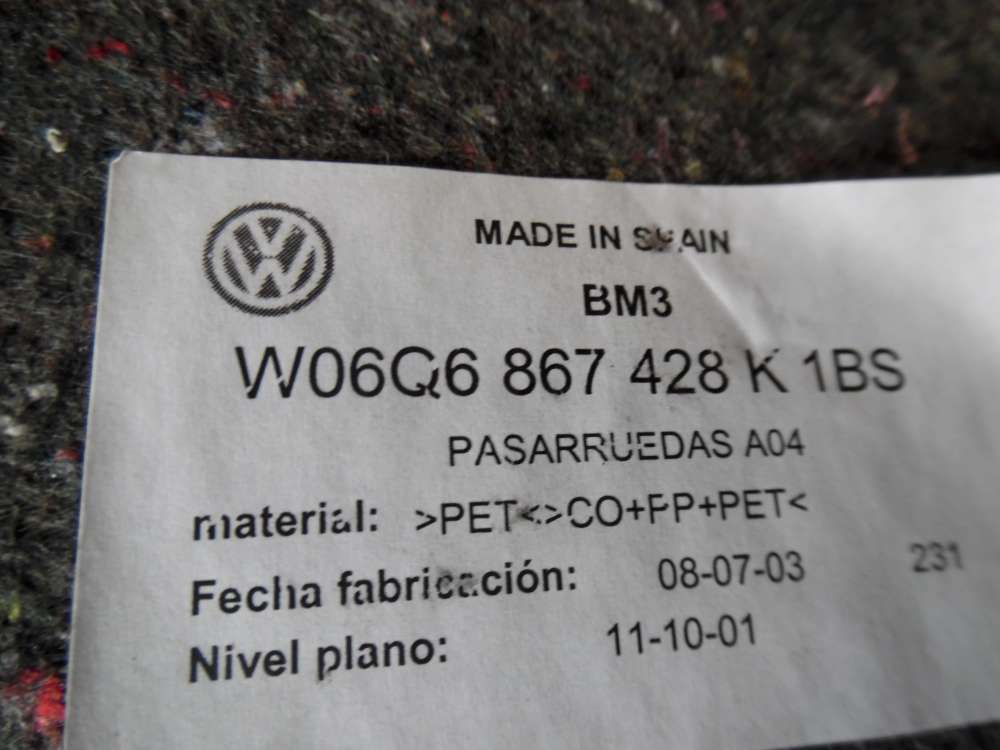 MADE IN SPAIN
BM3
W06Q6 867 428 K 1BS
PASARRUEDAS A04
material: >PET<>CO+PP+PET<
Fecha fabricación: 08-07-03 231
Nivel plano: 11-10-01